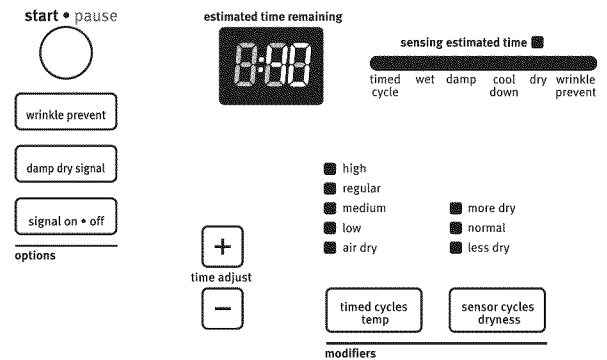 start • pause
estimated time remaining
:40
sensing estimated time
timed cycle
wet
damp
cool down
dry
wrinkle prevent
wrinkle prevent
damp dry signal
signal on • off
options
high
regular
medium
low
air dry
more dry
normal
less dry
+
time adjust
−
timed cycles
temp
sensor cycles
dryness
modifiers